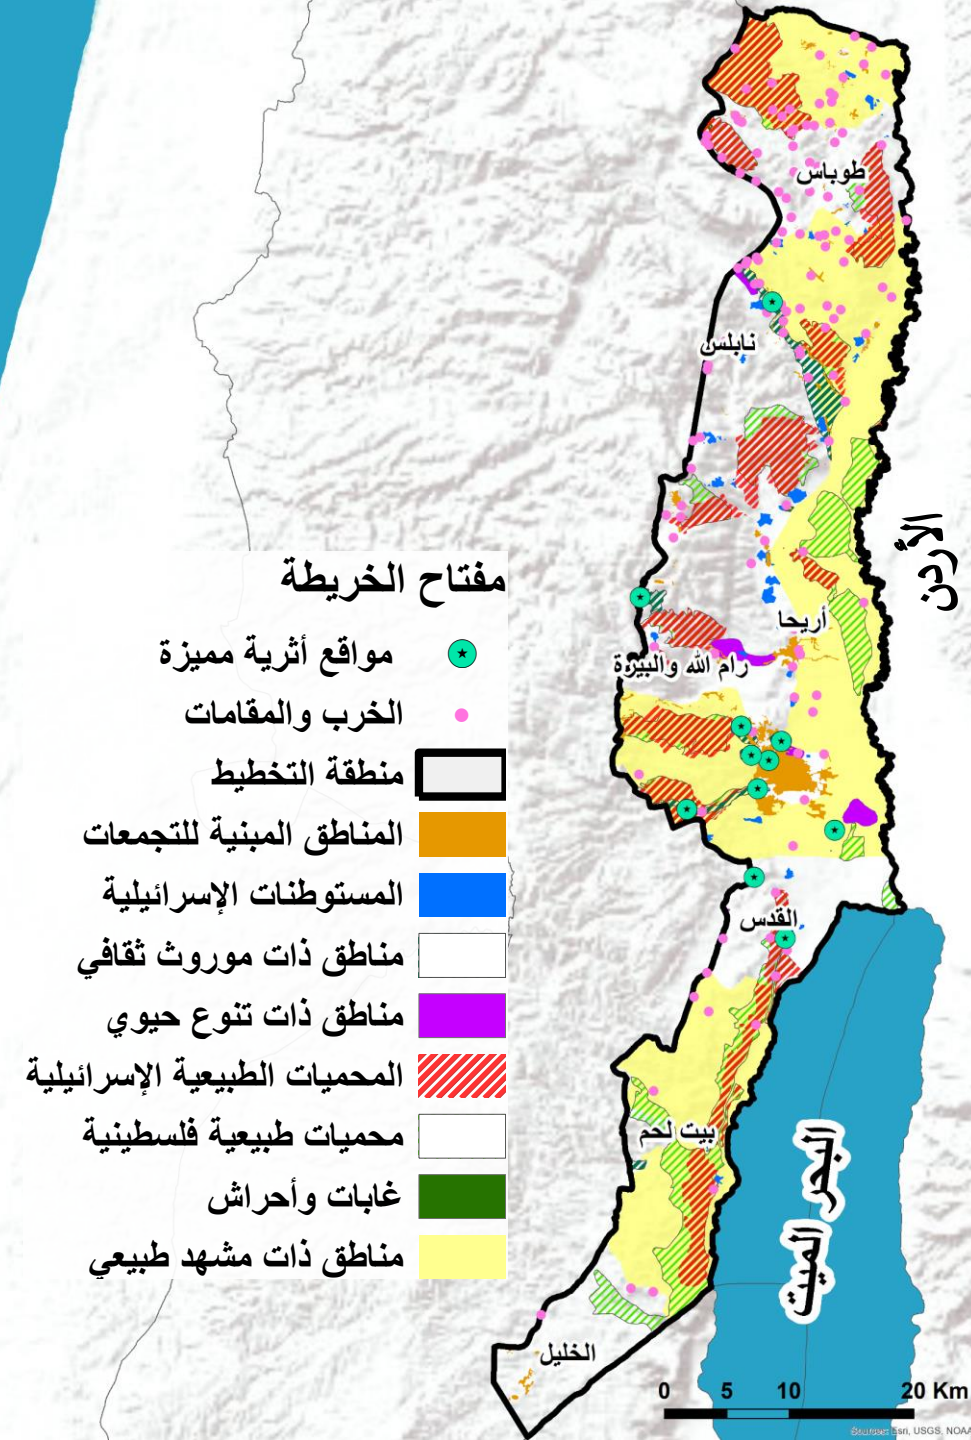 طوباس
نابلس
الأردن
مفتاح الخريطة
مواقع أثرية مميزة
الخرب والمقامات
منطقة التخطيط
المناطق المبنية للتجمعات
المستوطنات الإسرائيلية
مناطق ذات موروث ثقافي
مناطق ذات تنوع حيوي
المحميات الطبيعية الإسرائيلية
محميات طبيعية فلسطينية
غابات وأحراش
مناطق ذات مشهد طبيعي
أريحا
رام الله والبيرة
القدس
بيت لحم
البحر الميت
الخليل
0 5 10 20 Km
Sources: Esri, USGS, NOAA